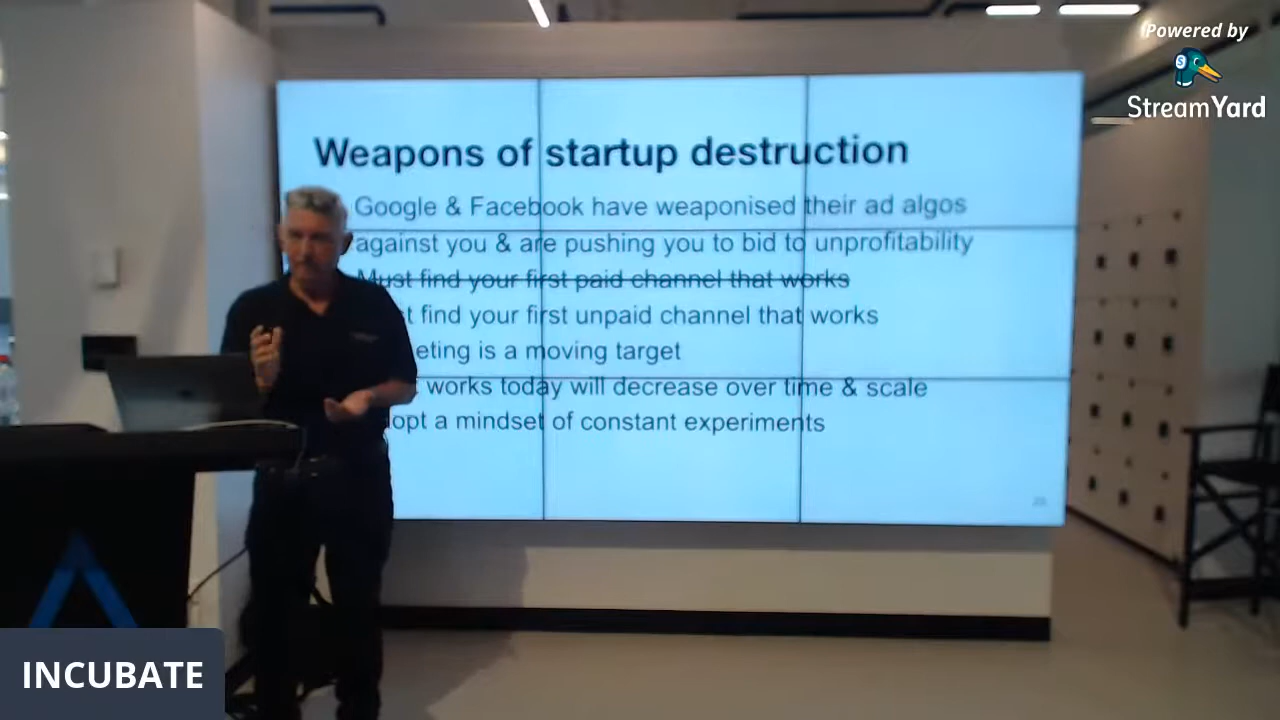 Powered by
StreamYard
Weapons of startup destruction
Google & Facebook have weaponised their ad algos
against you & are pushing you to bid to unprofitability
Must find your first paid channel that works
find your first unpaid channel that works
is a moving target
works today will decrease over time & scale
a mindset of constant experiments
INCUBATE